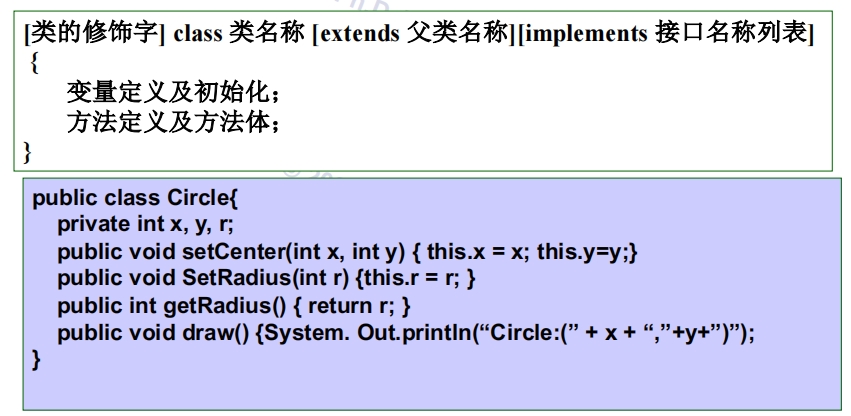 [类的修饰字] class 类名称 [extends 父类名称][implements 接口名称列表]
{
变量定义及初始化；
方法定义及方法体；
}
public class Circle{
private int x, y, r;
public void setCenter(int x, int y) { this.x = x; this.y=y;}
public void SetRadius(int r) {this.r = r; }
public int getRadius() { return r; }
public void draw() {System. Out.println(“Circle:(” + x + “,”+y+”)”);
}